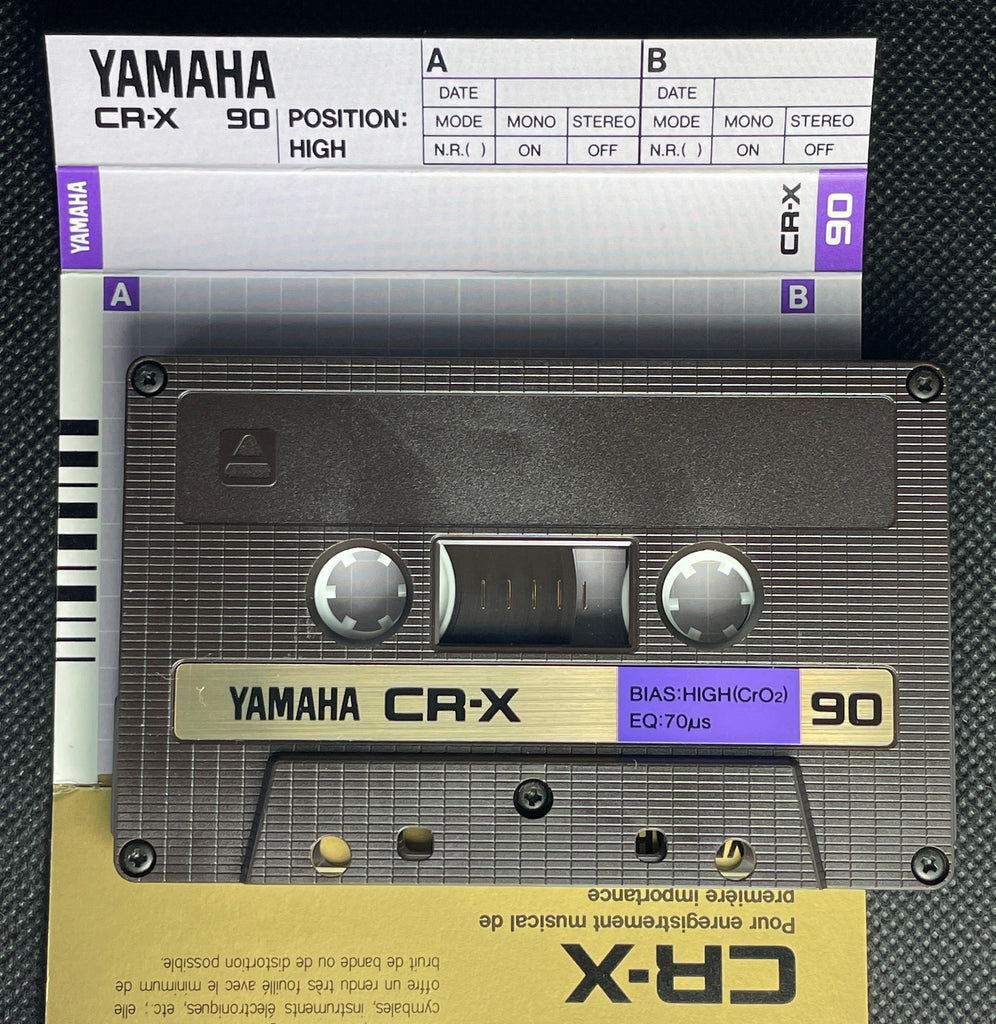 YAMAHA
CR-X 90
POSITION:
HIGH
A
DATE
MODE MONO STEREO
N.R.( ) ON OFF
B
DATE
MODE MONO STEREO
N.R.( ) ON OFF
YAMAHA
CR-X
90
A
B
A
YAMAHA CR-X
BIAS:HIGH(CrO₂)
EQ:70µs
90
CR-X
Pour enregistrement musical de
première importance
cymbales, instruments électroniques, etc.; elle
offre un rendu très fouillé avec le minimum de
bruit de bande ou de distortion possible.